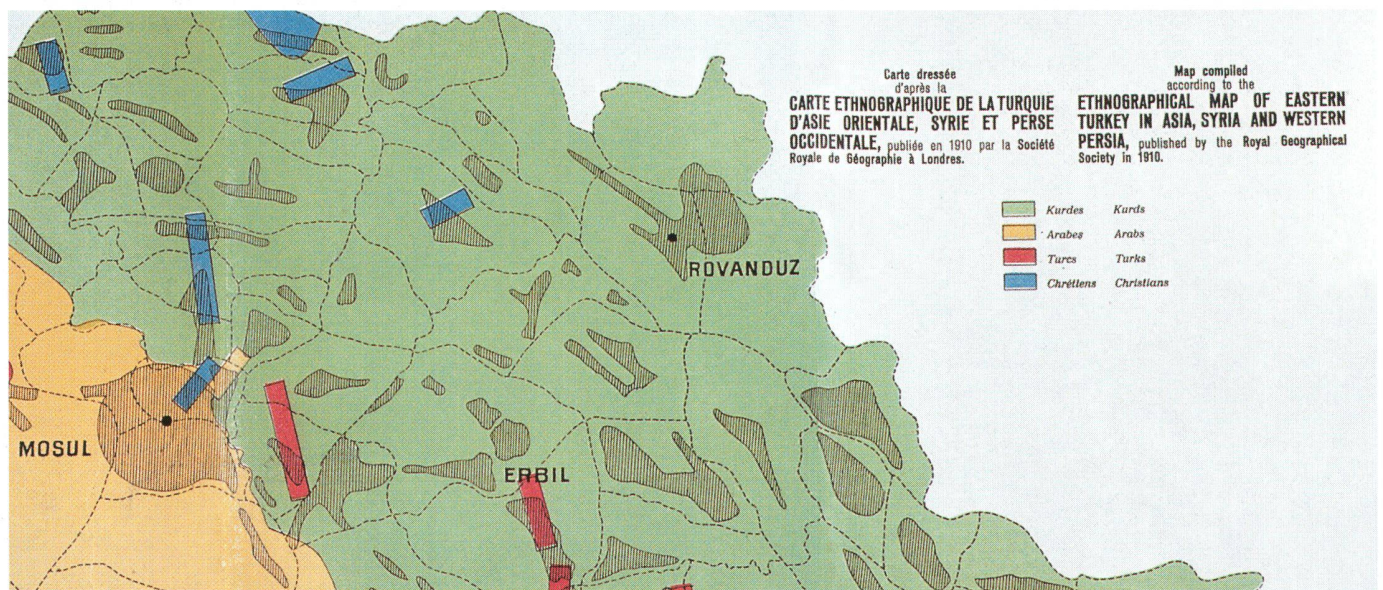 Carte dressée
d'après la
CARTE ETHNOGRAPHIQUE DE LA TURQUIE
D'ASIE ORIENTALE, SYRIE ET PERSE
OCCIDENTALE, publiée en 1910 par la Société
Royale de Géographie à Londres.
Map compiled
according to the
ETHNOGRAPHICAL MAP OF EASTERN
TURKEY IN ASIA, SYRIA AND WESTERN
PERSIA, published by the Royal Geographical
Society in 1910.
Kurdes Kurds
Arabes Arabs
Turcs Turks
Chrétiens Christians
ROVANDUZ
MOSUL
ERBIL